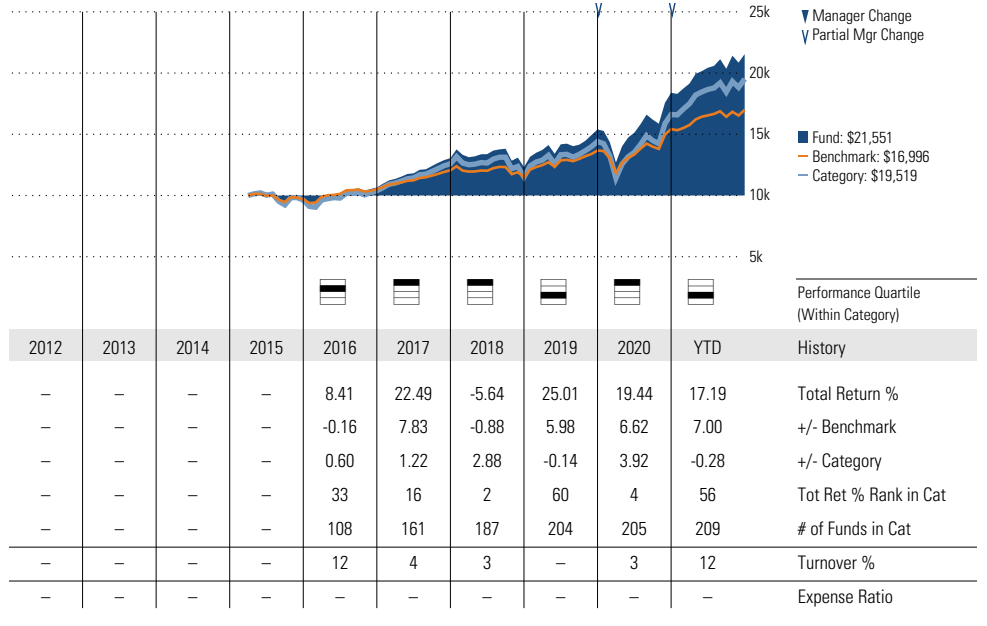 25k
20k
15k
10k
5k
Manager Change
Partial Mgr Change
Fund: $21,551
Benchmark: $16,996
Category: $19,519
Performance Quartile
(Within Category)
2012 2013 2014 2015 2016 2017 2018 2019 2020 YTD History
– – – – 8.41 22.49 -5.64 25.01 19.44 17.19 Total Return %
– – – – -0.16 7.83 -0.88 5.98 6.62 7.00 +/- Benchmark
– – – – 0.60 1.22 2.88 -0.14 3.92 -0.28 +/- Category
– – – – 33 16 2 60 4 56 Tot Ret % Rank in Cat
– – – – 108 161 187 204 205 209 # of Funds in Cat
– – – – 12 4 3 – 3 12 Turnover %
– – – – – – – – – – Expense Ratio